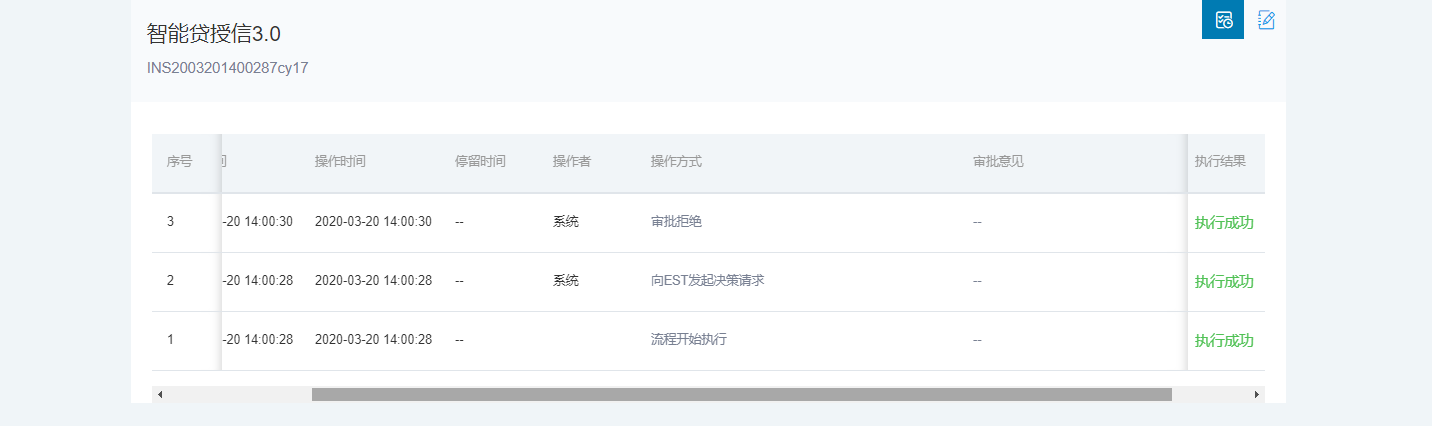 智能贷授信3.0
INS2003201400287cy17
序号 间 操作时间 停留时间 操作者 操作方式 审批意见 执行结果
3 -20 14:00:30 2020-03-20 14:00:30 -- 系统 审批拒绝 -- 执行成功
2 -20 14:00:28 2020-03-20 14:00:28 -- 系统 向EST发起决策请求 -- 执行成功
1 -20 14:00:28 2020-03-20 14:00:28 -- 流程开始执行 -- 执行成功